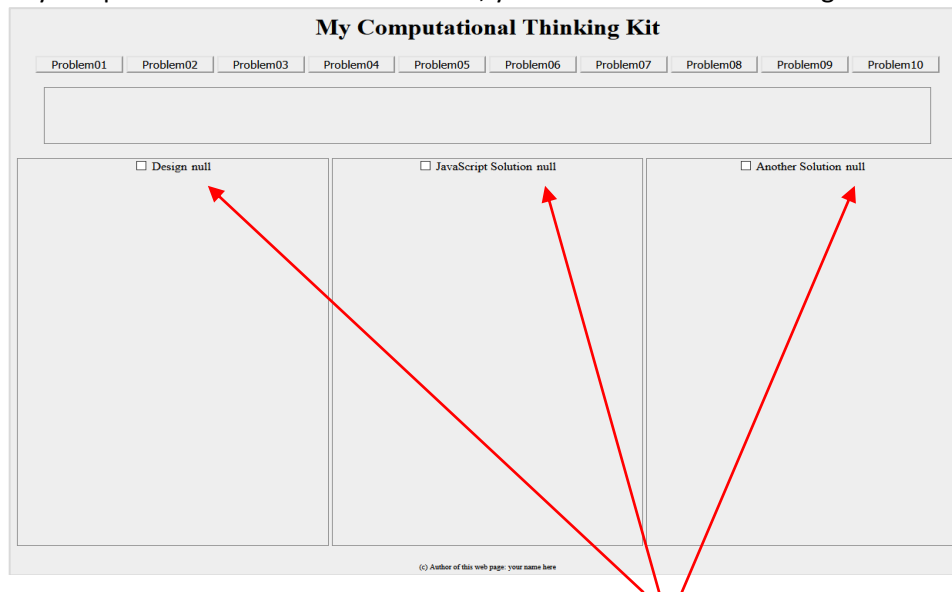 My Computational Thinking Kit
Problem01 Problem02 Problem03 Problem04 Problem05 Problem06 Problem07 Problem08 Problem09 Problem10
Design null JavaScript Solution null Another Solution null
(c) Author of this web page: your name here